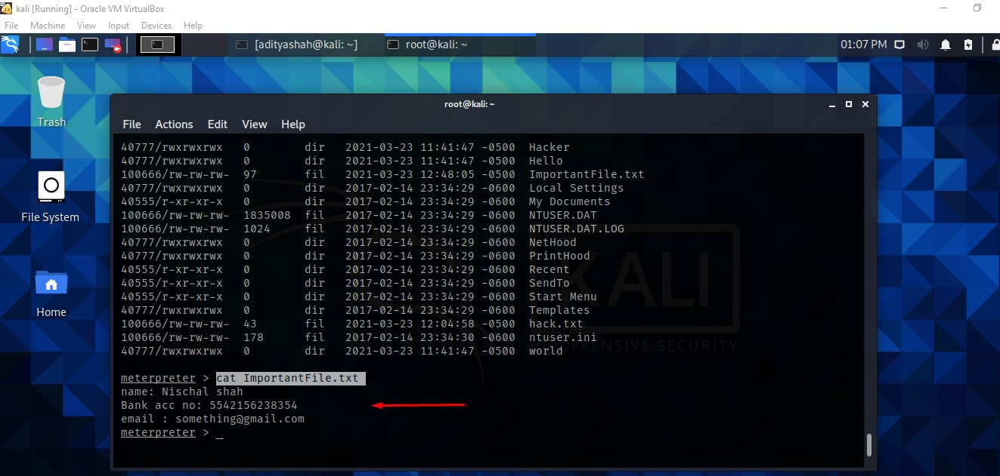 kali [Running] - Oracle VM VirtualBox
File Machine View Input Devices Help
[adityashah@kali: ~] root@kali: ~ 01:07 PM
Trash
File System
Home
root@kali: ~
File Actions Edit View Help
40777/rwxrwxrwx 0 dir 2021-03-23 11:41:47 -0500 Hacker
40777/rwxrwxrwx 0 dir 2021-03-23 11:41:47 -0500 Hello
100666/rw-rw-rw- 97 fil 2021-03-23 12:48:05 -0500 ImportantFile.txt
40777/rwxrwxrwx 0 dir 2017-02-14 23:34:29 -0600 Local Settings
40555/r-xr-xr-x 0 dir 2017-02-14 23:34:29 -0600 My Documents
100666/rw-rw-rw- 1835008 fil 2017-02-14 23:34:29 -0600 NTUSER.DAT
100666/rw-rw-rw- 1024 fil 2017-02-14 23:34:29 -0600 NTUSER.DAT.LOG
40777/rwxrwxrwx 0 dir 2017-02-14 23:34:29 -0600 NetHood
40777/rwxrwxrwx 0 dir 2017-02-14 23:34:29 -0600 PrintHood
40555/r-xr-xr-x 0 dir 2017-02-14 23:34:29 -0600 Recent
40555/r-xr-xr-x 0 dir 2017-02-14 23:34:29 -0600 SendTo
40555/r-xr-xr-x 0 dir 2017-02-14 23:34:29 -0600 Start Menu
40777/rwxrwxrwx 0 dir 2017-02-14 23:34:29 -0600 Templates
100666/rw-rw-rw- 43 fil 2021-03-23 12:04:58 -0500 hack.txt
100666/rw-rw-rw- 178 fil 2017-02-14 23:34:30 -0600 ntuser.ini
40777/rwxrwxrwx 0 dir 2021-03-23 11:41:47 -0500 world
KALI
BY OFFENSIVE SECURITY
meterpreter > cat ImportantFile.txt
name: Nischal shah
Bank acc no: 5542156238354
email : something@gmail.com
meterpreter > _